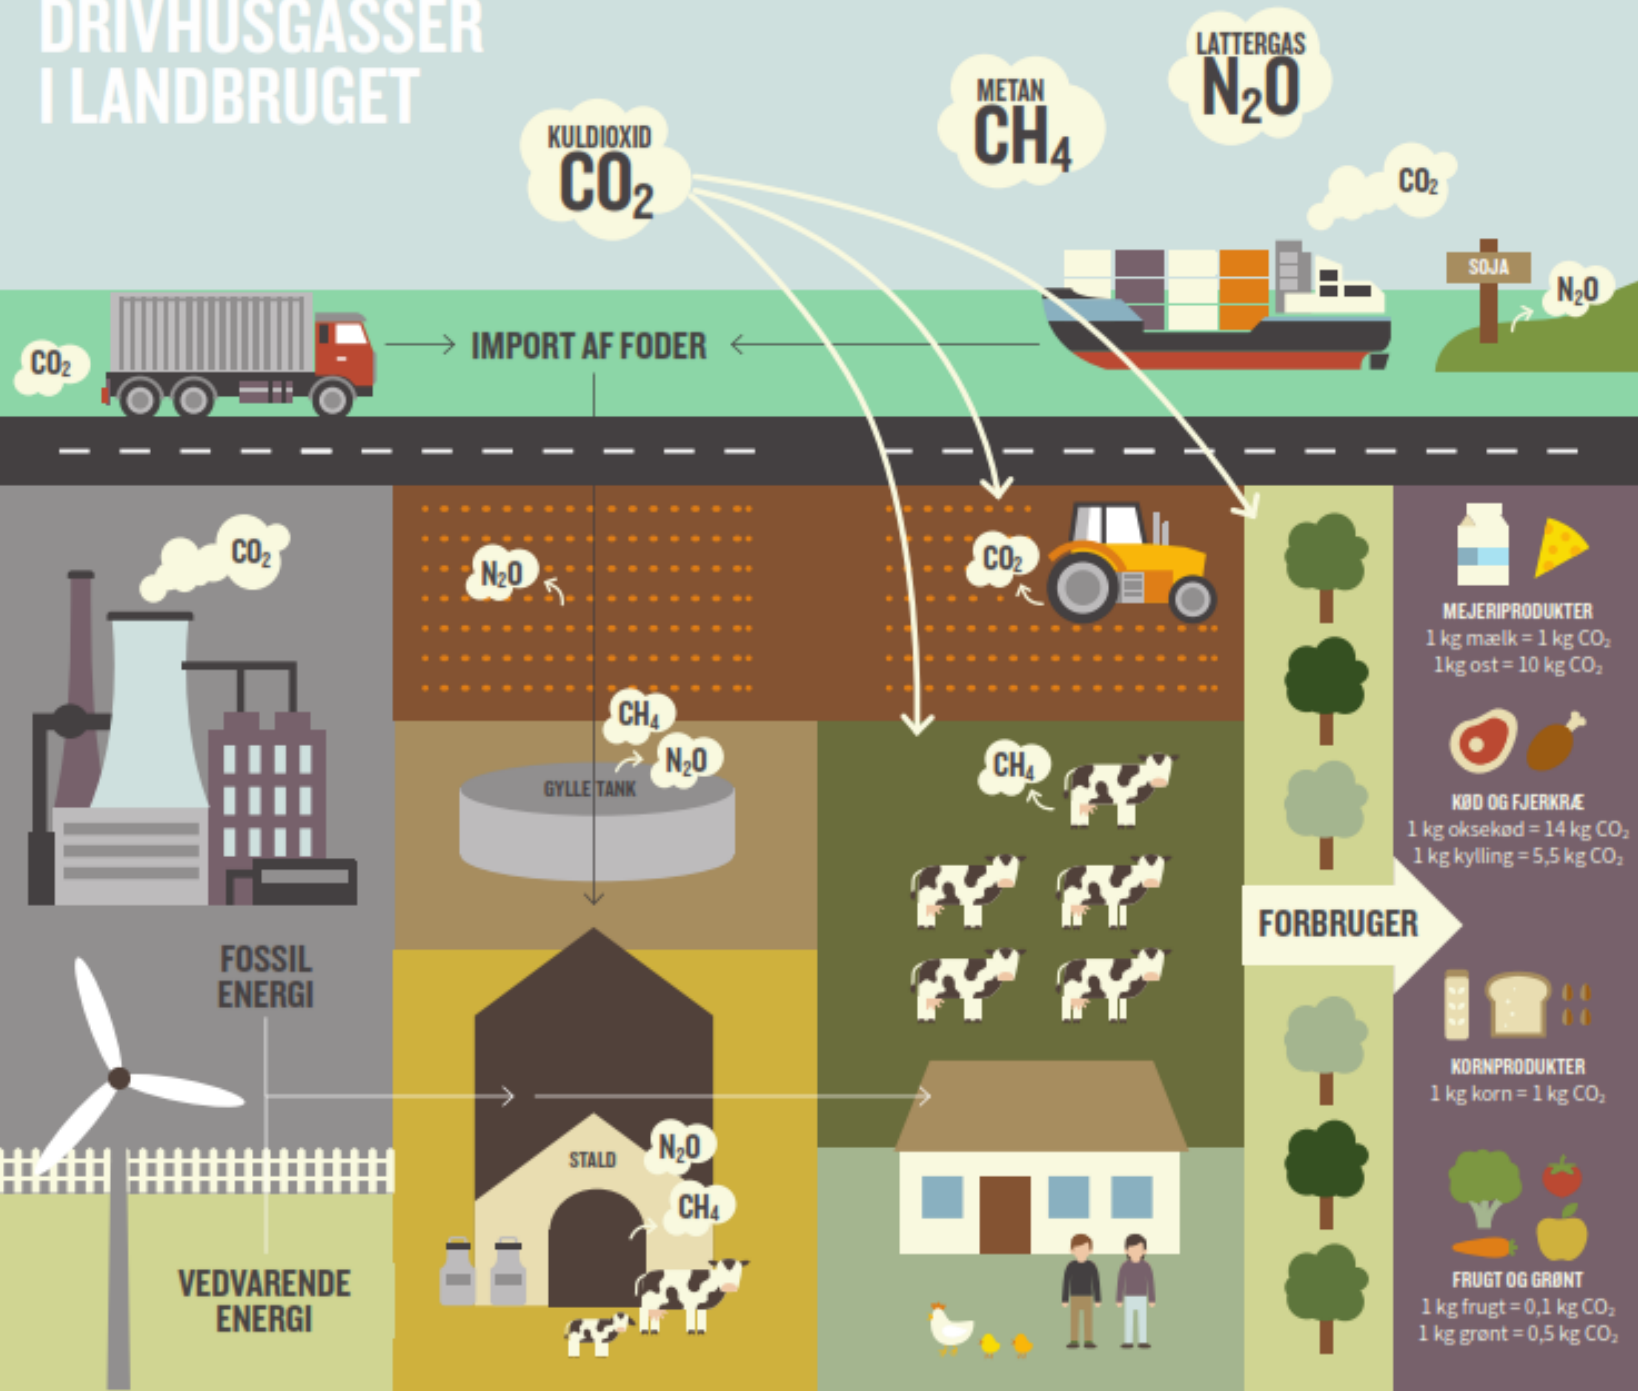 DRIVHUSGASSER
I LANDBRUGET
KULDIOXID
CO₂
METAN
CH₄
LATTERGAS
N₂O
CO₂
SOJA
N₂O
CO₂
IMPORT AF FODER
CO₂
N₂O
CO₂
CH₄
N₂O
GYLLE TANK
CH₄
FOSSIL
ENERGI
VEDVARENDE
ENERGI
STALD
N₂O
CH₄
FORBRUGER
MEJERIPRODUKTER
1 kg mælk = 1 kg CO₂
1kg ost = 10 kg CO₂
KØD OG FJERKRÆ
1 kg oksekød = 14 kg CO₂
1 kg kylling = 5,5 kg CO₂
KORNPRODUKTER
1 kg korn = 1 kg CO₂
FRUGT OG GRØNT
1 kg frugt = 0,1 kg CO₂
1 kg grønt = 0,5 kg CO₂